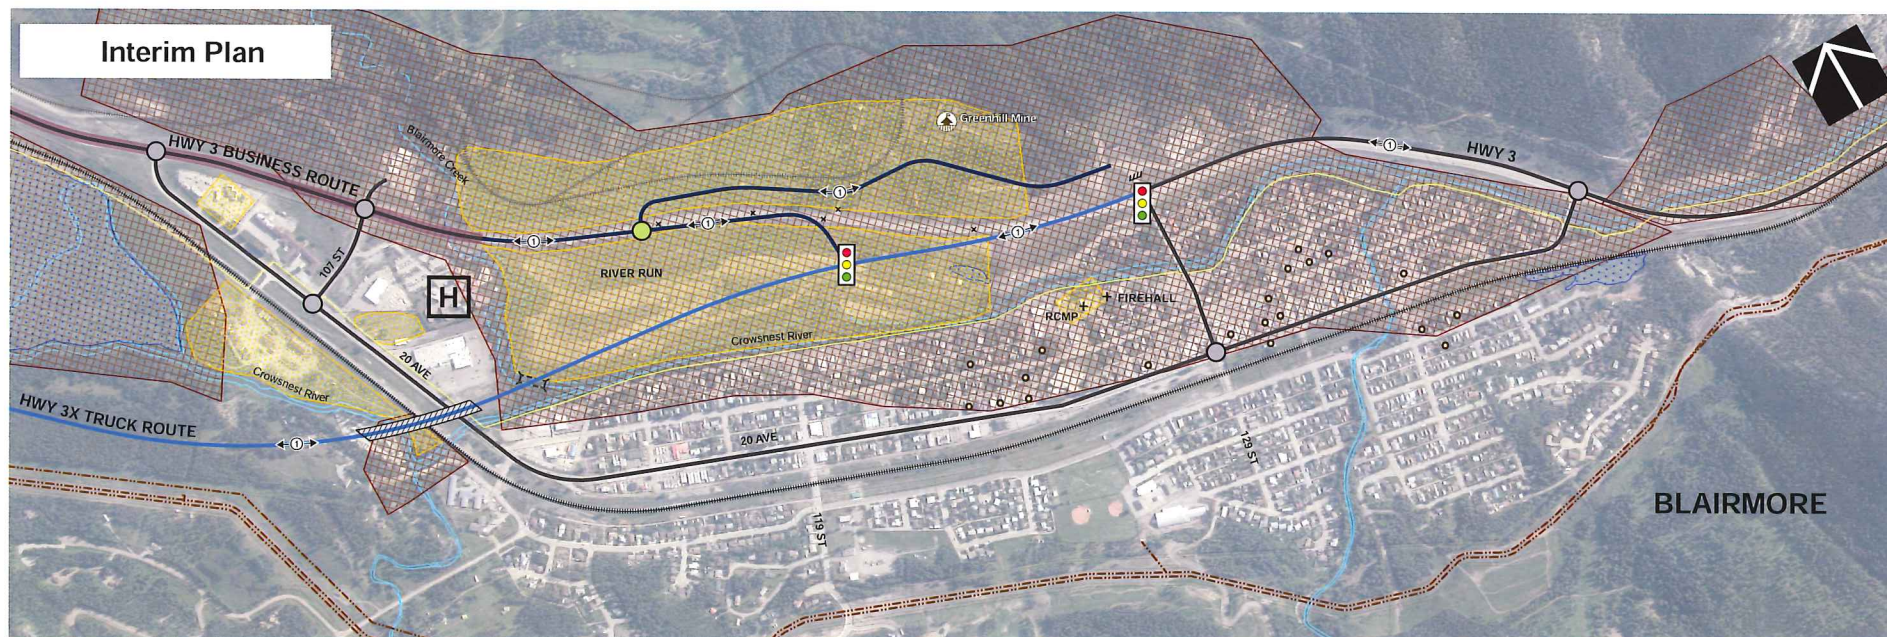 Interim Plan
Greenhill Mine
Blairmore Creek
HWY 3 BUSINESS ROUTE
1
HWY 3
1
1
1
1
107 ST
RIVER RUN
H
FIREHALL
RCMP
Crowsnest River
20 AVE
Crowsnest River
HWY 3X TRUCK ROUTE
1
20 AVE
129 ST
BLAIRMORE
119 ST